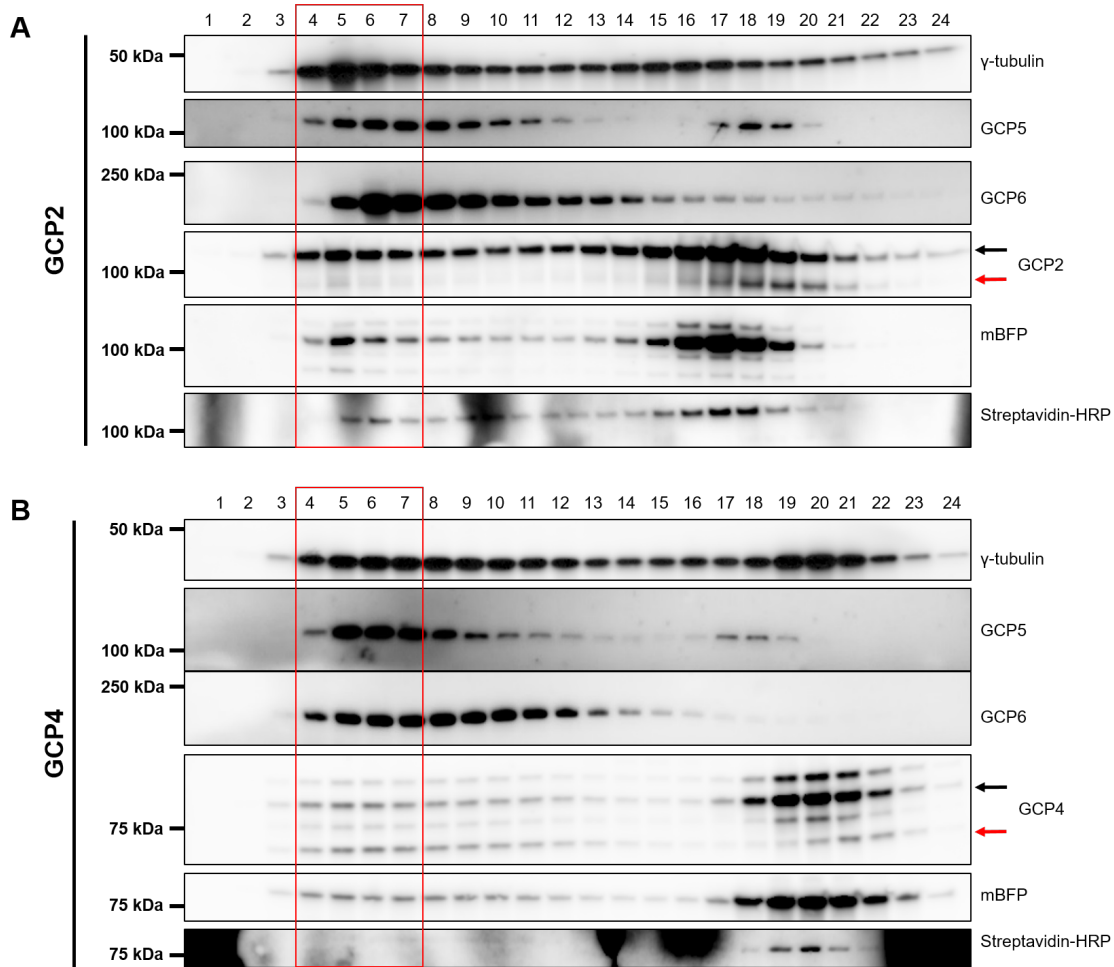 A
1 2 3 4 5 6 7 8 9 10 11 12 13 14 15 16 17 18 19 20 21 22 23 24
GCP2
50 kDa
γ-tubulin
100 kDa
GCP5
250 kDa
GCP6
100 kDa
GCP2
100 kDa
mBFP
100 kDa
Streptavidin-HRP
B
1 2 3 4 5 6 7 8 9 10 11 12 13 14 15 16 17 18 19 20 21 22 23 24
GCP4
50 kDa
γ-tubulin
100 kDa
GCP5
250 kDa
GCP6
75 kDa
GCP4
75 kDa
mBFP
75 kDa
Streptavidin-HRP